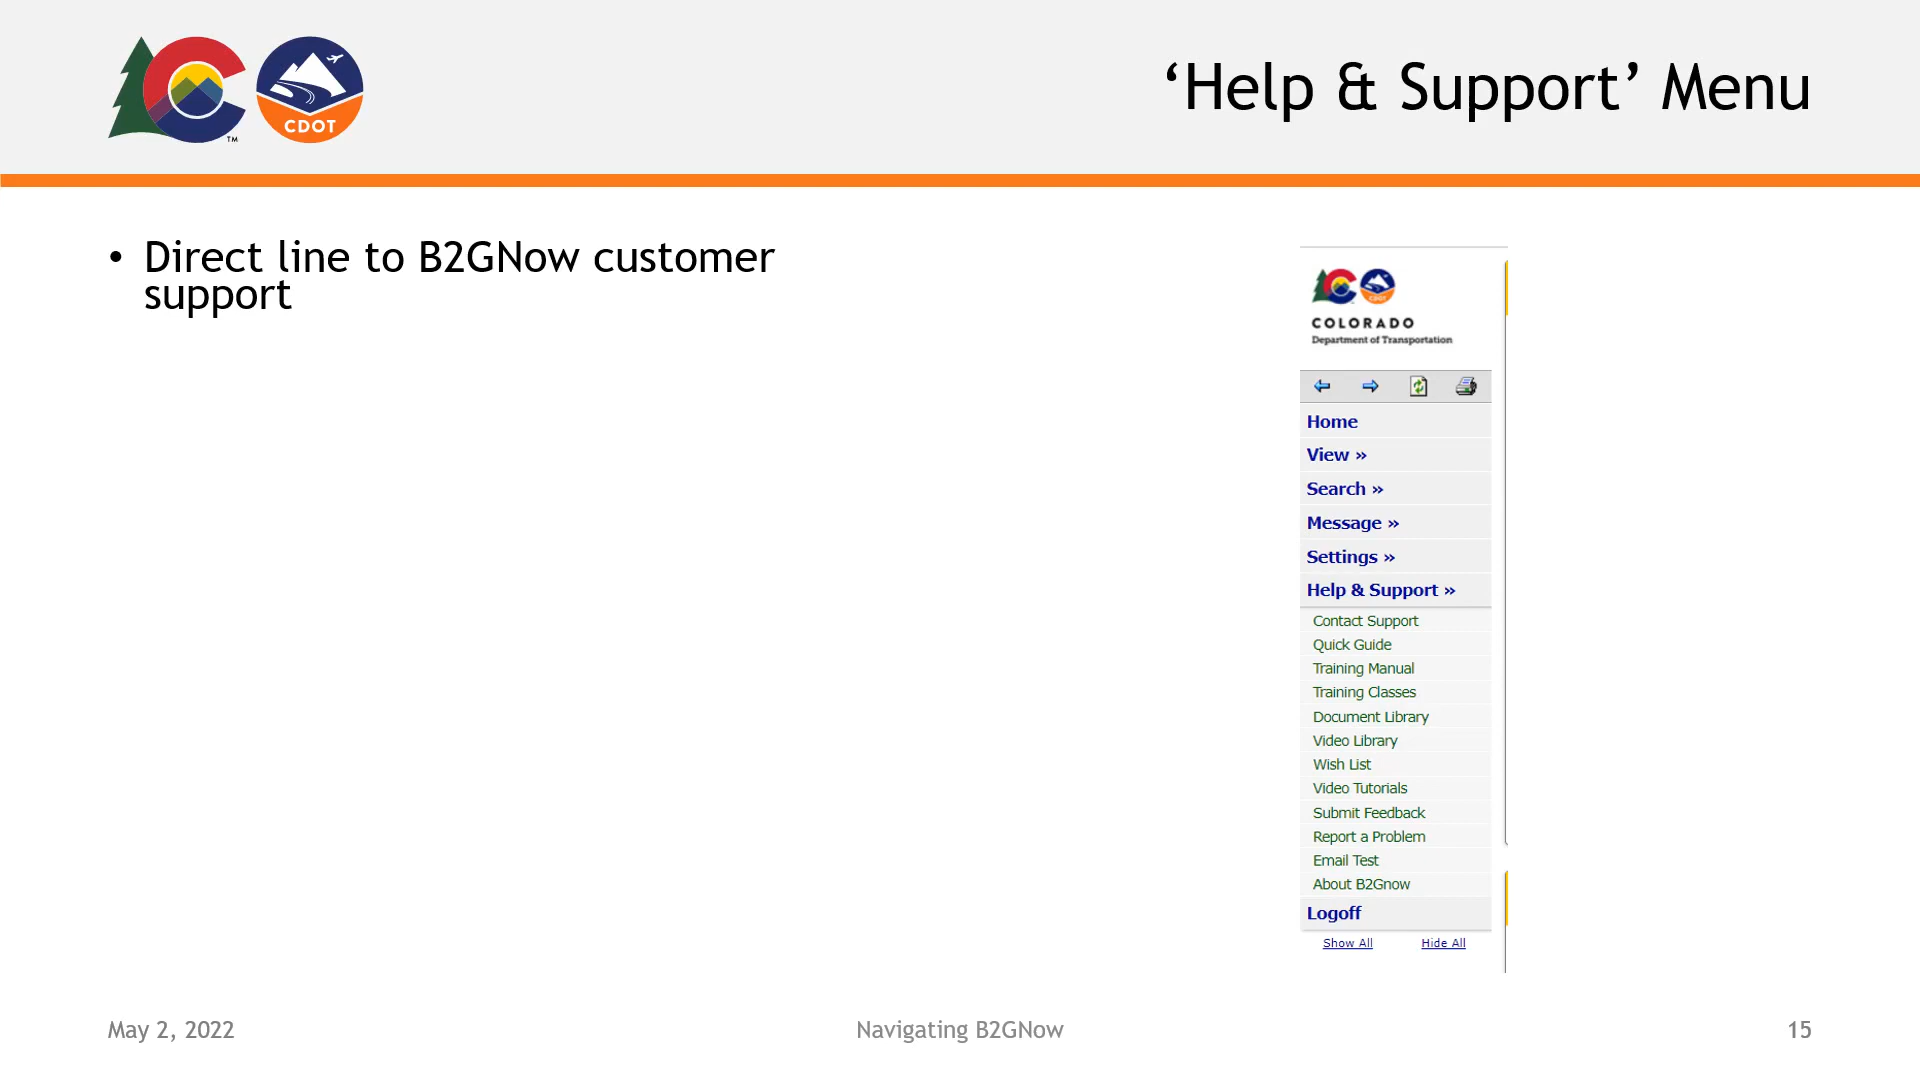 CDOT
TM
‘Help & Support’ Menu
• Direct line to B2GNow customer
support
CDOT
COLORADO
Department of Transportation
Home
View »
Search »
Message »
Settings »
Help & Support »
Contact Support
Quick Guide
Training Manual
Training Classes
Document Library
Video Library
Wish List
Video Tutorials
Submit Feedback
Report a Problem
Email Test
About B2Gnow
Logoff
Show All Hide All
May 2, 2022 Navigating B2GNow 15